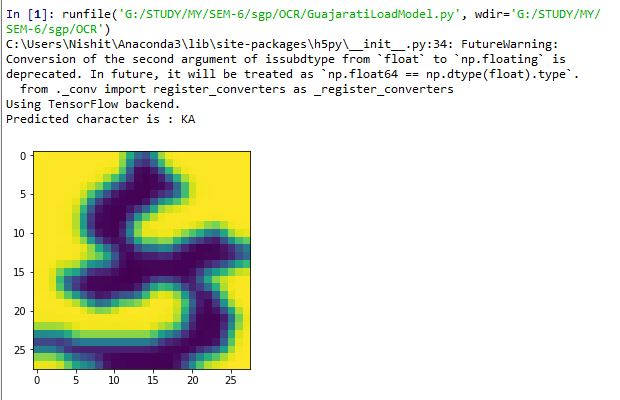 In [1]: runfile('G:/STUDY/MY/SEM-6/sgp/OCR/GuajaratiLoadModel.py', wdir='G:/STUDY/MY/
SEM-6/sgp/OCR')
C:\Users\Nishit\Anaconda3\lib\site-packages\h5py\__init__.py:34: FutureWarning:
Conversion of the second argument of issubdtype from `float` to `np.floating` is
deprecated. In future, it will be treated as `np.float64 == np.dtype(float).type`.
  from ._conv import register_converters as _register_converters
Using TensorFlow backend.
Predicted character is : KA
0
5
10
15
20
25
0 5 10 15 20 25
ક